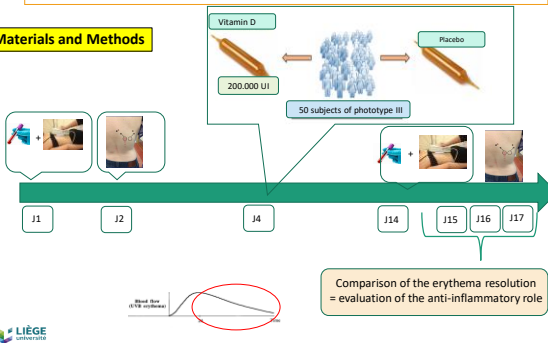 Materials and Methods
Vitamin D
Placebo
200.000 UI
50 subjects of phototype III
+
+
J1
J2
J4
J14
J15
J16
J17
Comparison of the erythema resolution
= evaluation of the anti-inflammatory role
Blood flow
(UVB erythema)
LIÈGE
université